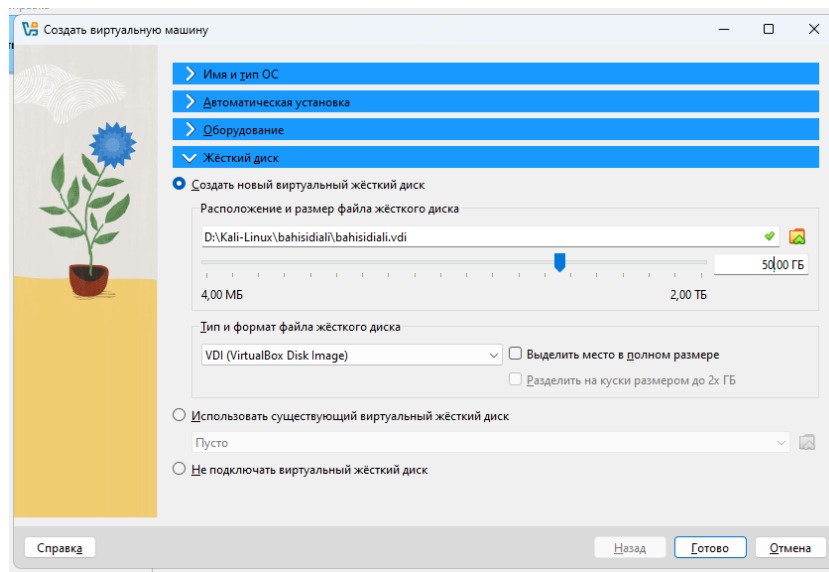 Создать виртуальную машину
Имя и тип ОС
Автоматическая установка
Оборудование
Жёсткий диск
Создать новый виртуальный жёсткий диск
Расположение и размер файла жёсткого диска
D:\Kali-Linux\bahisidiali\bahisidiali.vdi
50,00 ГБ
4,00 МБ 2,00 ТБ
Тип и формат файла жёсткого диска
VDI (VirtualBox Disk Image) Выделить место в полном размере
Разделить на куски размером до 2х ГБ
Использовать существующий виртуальный жёсткий диск
Пусто
Не подключать виртуальный жёсткий диск
Справка Назад Готово Отмена